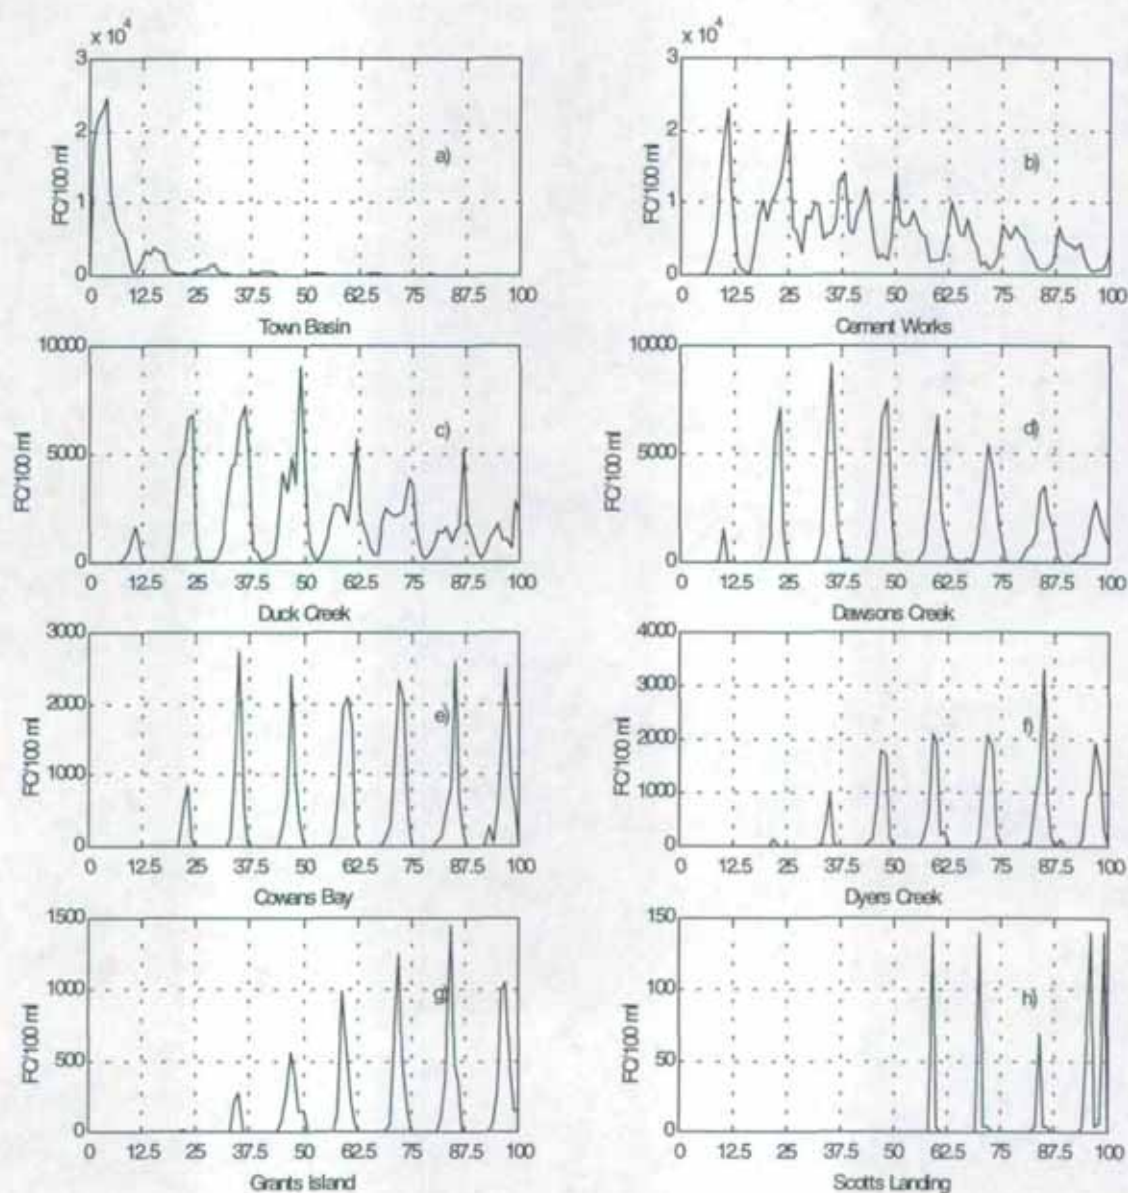 x 10⁴
3
2
1
0
FC'100 ml
a)
0 12.5 25 37.5 50 62.5 75 87.5 100
Town Basin
x 10⁴
3
2
1
0
FC'100 ml
b)
0 12.5 25 37.5 50 62.5 75 87.5 100
Cement Works
10000
5000
0
FC'100 ml
c)
0 12.5 25 37.5 50 62.5 75 87.5 100
Duck Creek
10000
5000
0
FC'100 ml
d)
0 12.5 25 37.5 50 62.5 75 87.5 100
Dawsons Creek
3000
2000
1000
0
FC'100 ml
e)
0 12.5 25 37.5 50 62.5 75 87.5 100
Cowans Bay
4000
3000
2000
1000
0
FC'100 ml
f)
0 12.5 25 37.5 50 62.5 75 87.5 100
Dyers Creek
1500
1000
500
0
FC'100 ml
g)
0 12.5 25 37.5 50 62.5 75 87.5 100
Grants Island
150
100
50
0
FC'100 ml
h)
0 12.5 25 37.5 50 62.5 75 87.5 100
Scotts Landing